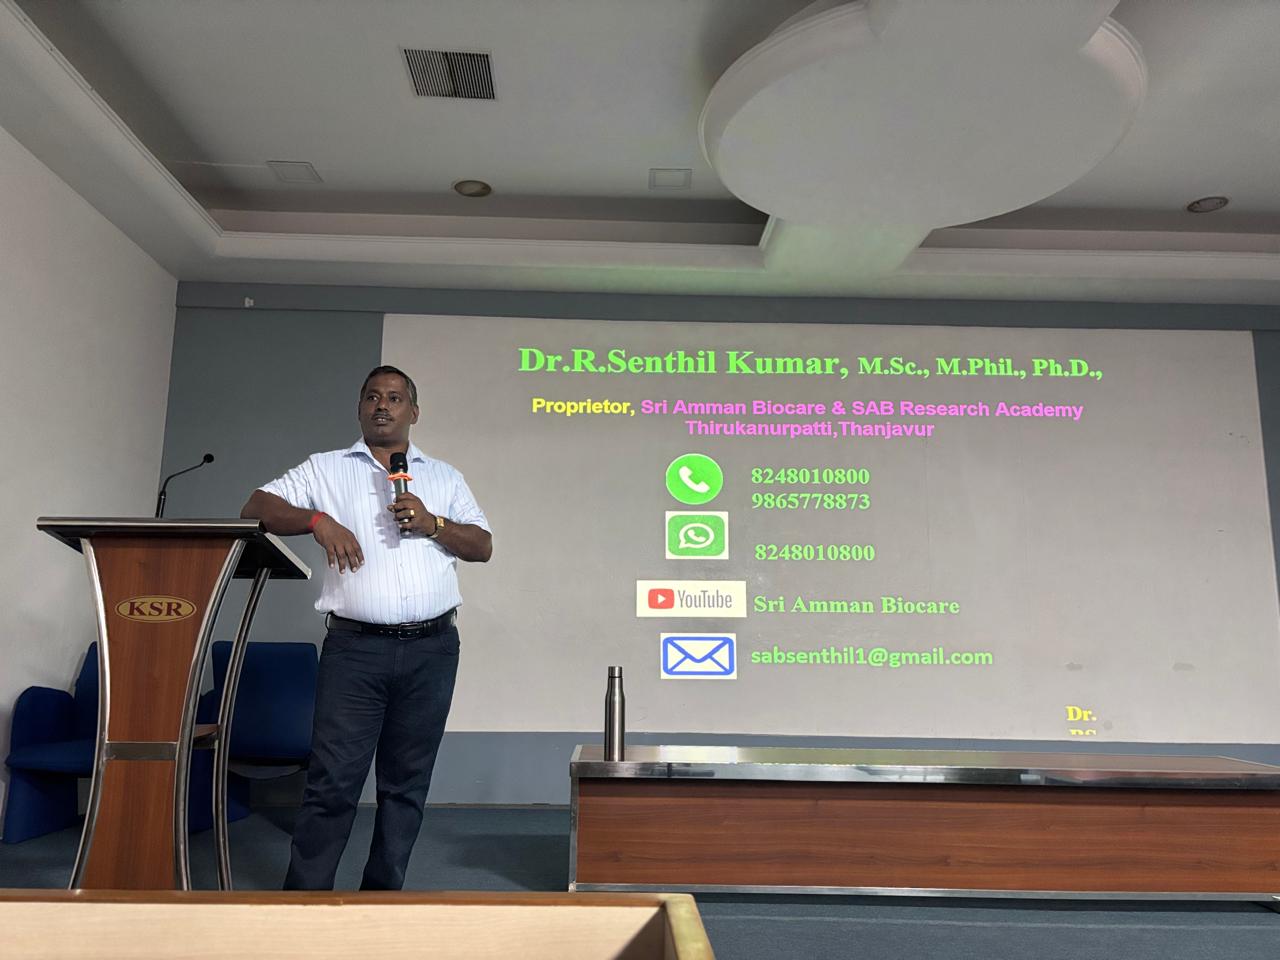 Dr.R.Senthil Kumar, M.Sc., M.Phil., Ph.D.,
Proprietor, Sri Amman Biocare & SAB Research Academy
Thirukanurpatti,Thanjavur
8248010800
9865778873
8248010800
YouTube Sri Amman Biocare
sabsenthil1@gmail.com
Dr.
KSR